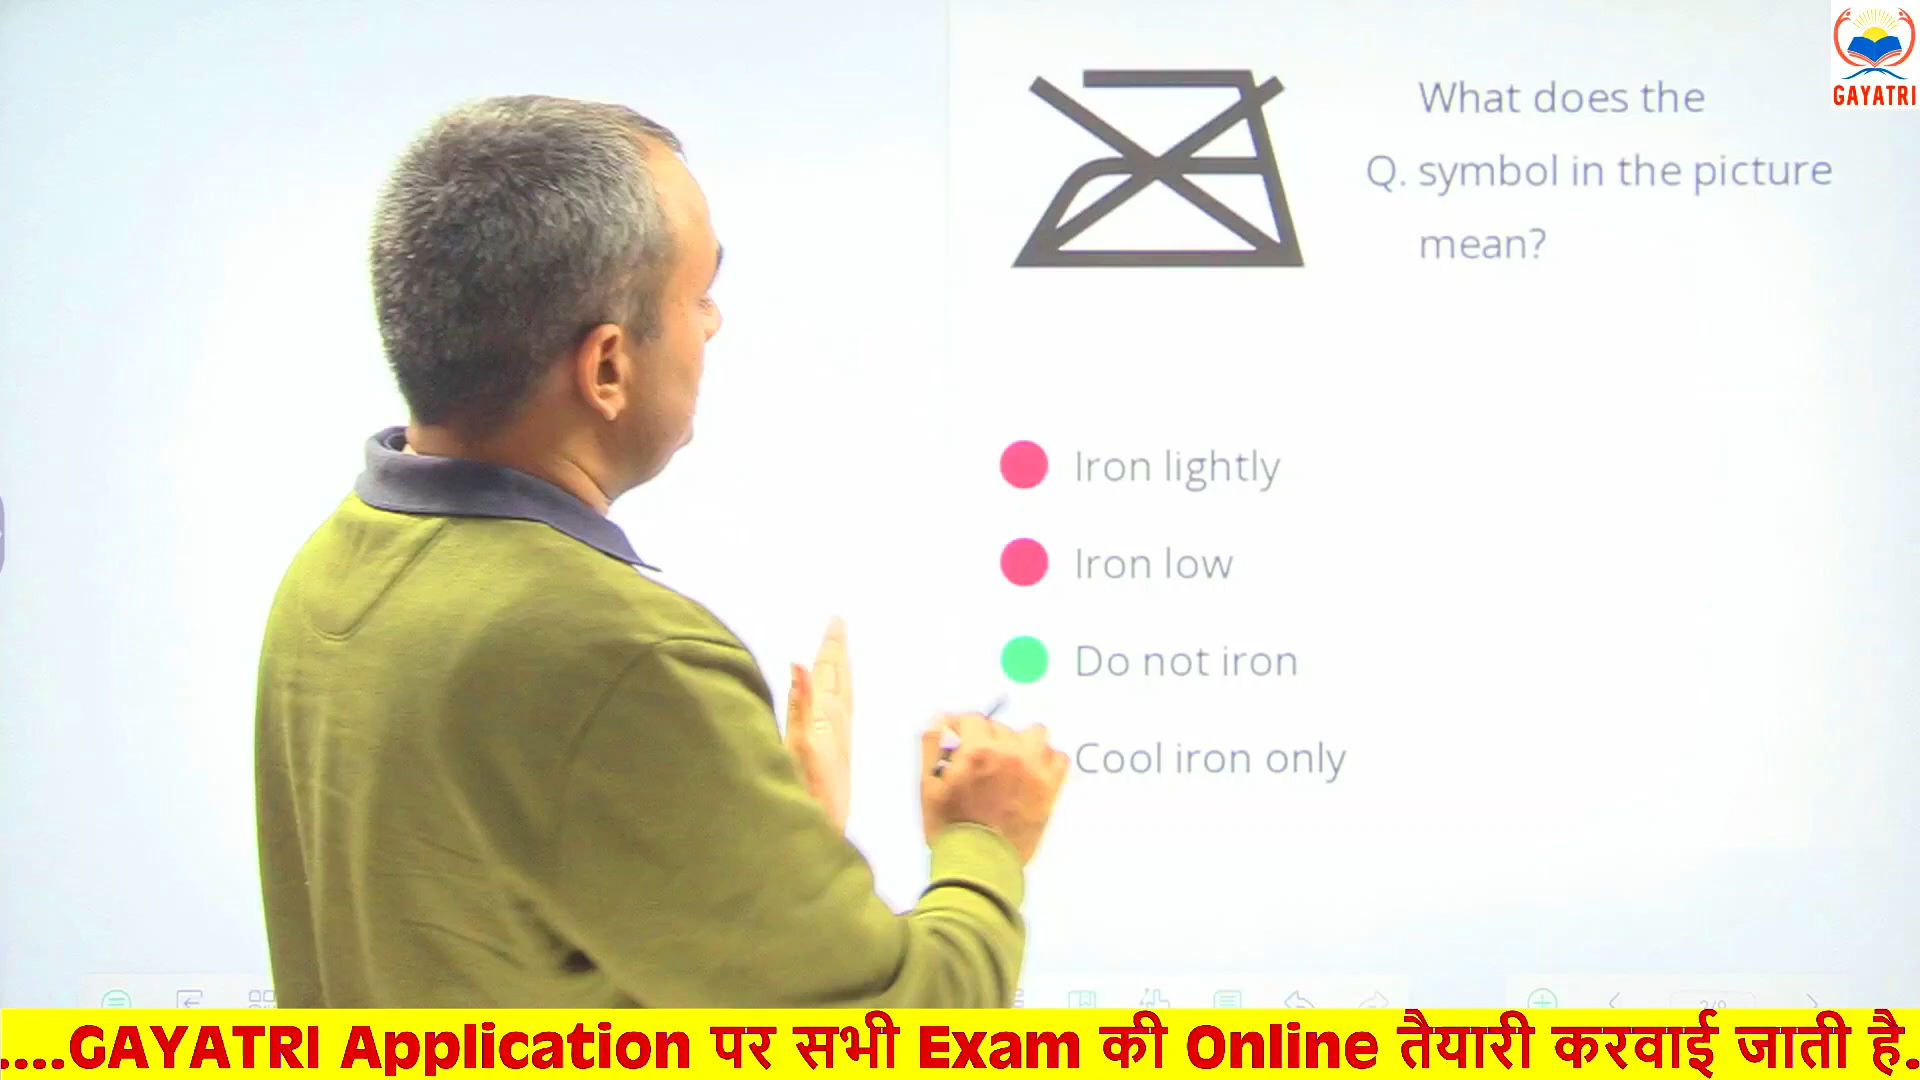 GAYATRI
What does the
Q. symbol in the picture
mean?
Iron lightly
Iron low
Do not iron
Cool iron only
....GAYATRI Application पर सभी Exam की Online तैयारी करवाई जाती है.